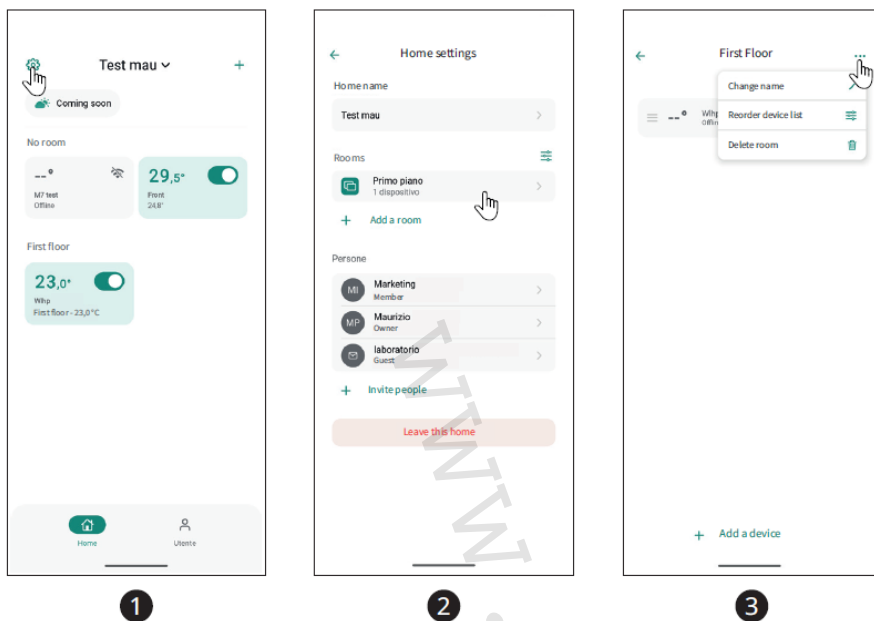 Test mau
+
Coming soon
No room
--°
M7 test
Offline
29,5°
Front
24,8°
First floor
23,0°
Whp
First floor - 23,0°C
Home
Utente
1
Home settings
Home name
Test mau
Rooms
Primo piano
1 dispositivo
+ Add a room
Persone
MI
Marketing
Member
MP
Maurizio
Owner
laboratorio
Guest
+ Invite people
Leave this home
WWW.
2
First Floor
...
Change name
--°
Whp
Reorder device list
Delete room
+ Add a device
3